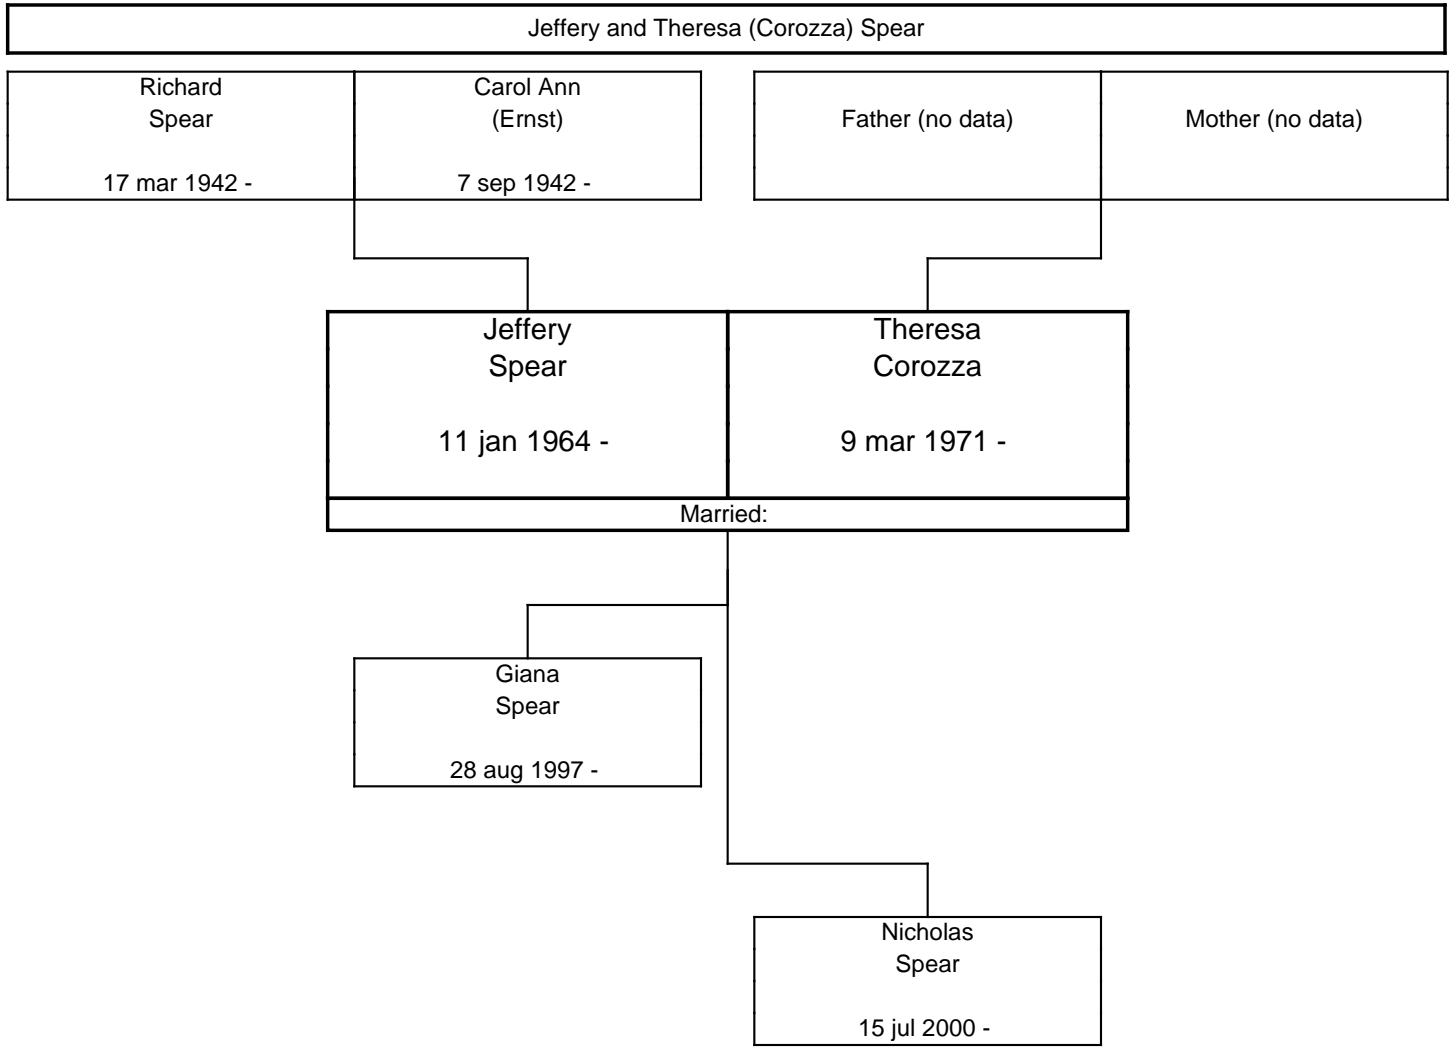 Jeffery and Theresa (Corozza) Spear
Richard
Spear
17 mar 1942 -
Carol Ann
(Ernst)
7 sep 1942 -
Father (no data)
Mother (no data)
Jeffery
Spear
11 jan 1964 -
Theresa
Corozza
9 mar 1971 -
Married:
Giana
Spear
28 aug 1997 -
Nicholas
Spear
15 jul 2000 -